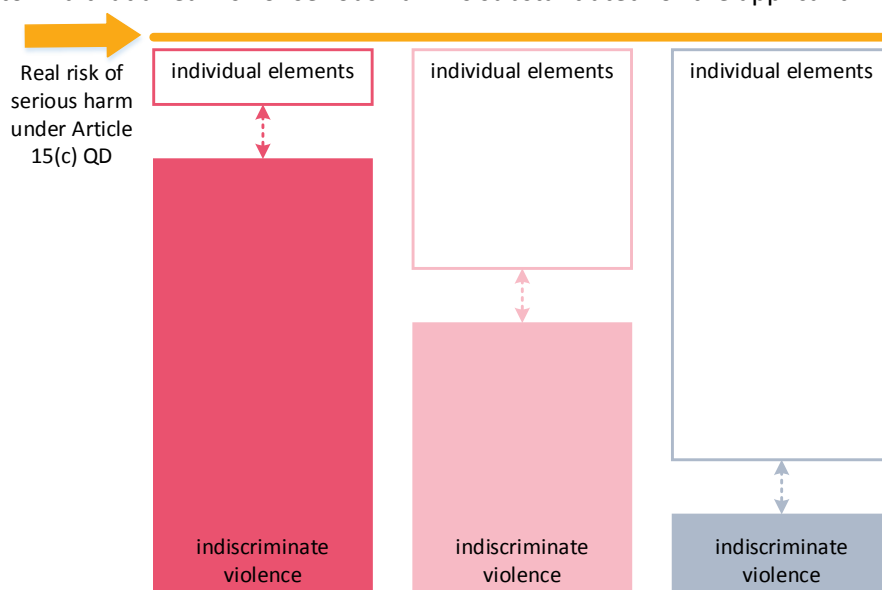 Real risk of
serious harm
under Article
15(c) QD
individual elements
individual elements
individual elements
indiscriminate
violence
indiscriminate
violence
indiscriminate
violence